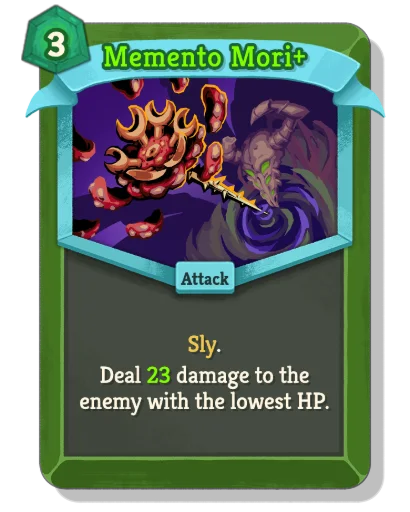 3
Memento Mori+
Attack
Sly.
Deal 23 damage to the
enemy with the lowest HP.